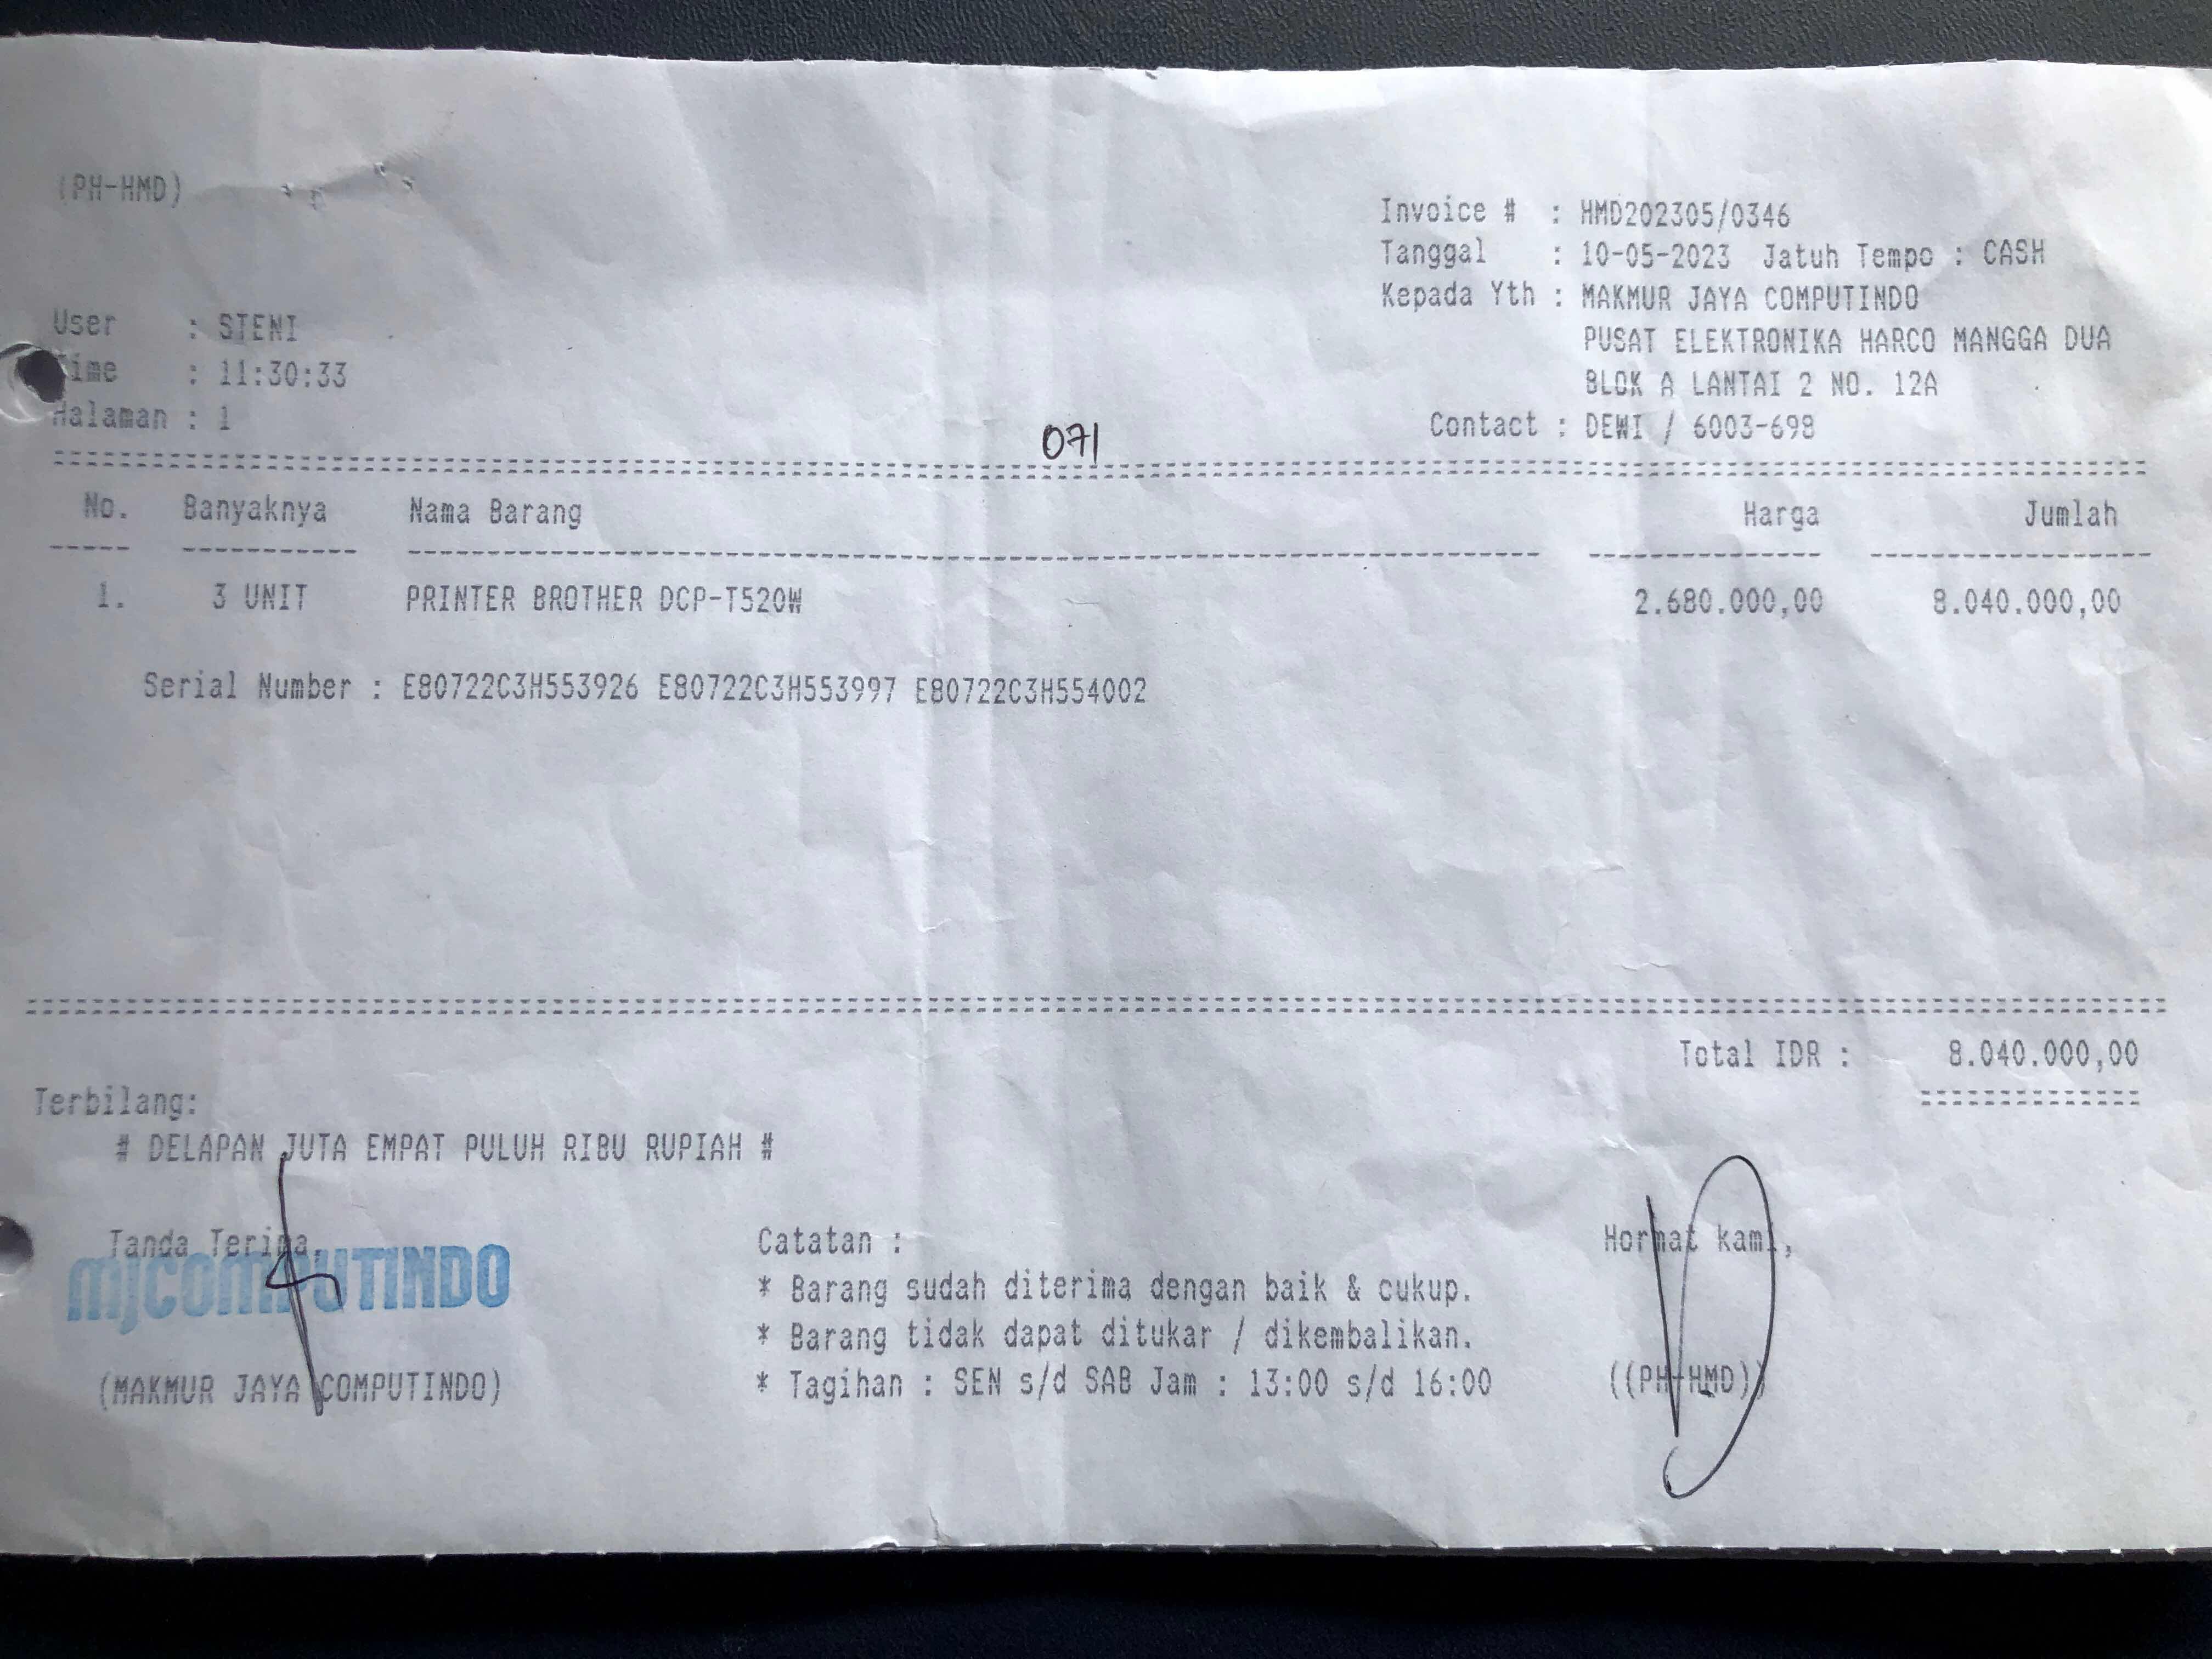 (PH-HMD)
Invoice # : HMD202305/0346
Tanggal : 10-05-2023 Jatuh Tempo : CASH
Kepada Yth : MAKMUR JAYA COMPUTINDO
PUSAT ELEKTRONIKA HARCO MANGGA DUA
BLOK A LANTAI 2 NO. 12A
Contact : DEWI / 6003-698
User : STENI
Time : 11:30:33
Halaman : 1
071
No. Banyaknya Nama Barang Harga Jumlah
1. 3 UNIT PRINTER BROTHER DCP-T520W 2.680.000,00 8.040.000,00
Serial Number : E80722C3H553926 E80722C3H553997 E80722C3H554002
Total IDR : 8.040.000,00
Terbilang:
# DELAPAN JUTA EMPAT PULUH RIBU RUPIAH #
Tanda Terima,
mjCOMPUTINDO
(MAKMUR JAYA COMPUTINDO)
Catatan :
* Barang sudah diterima dengan baik & cukup.
* Barang tidak dapat ditukar / dikembalikan.
* Tagihan : SEN s/d SAB Jam : 13:00 s/d 16:00
Hormat kami,
((PH-HMD))